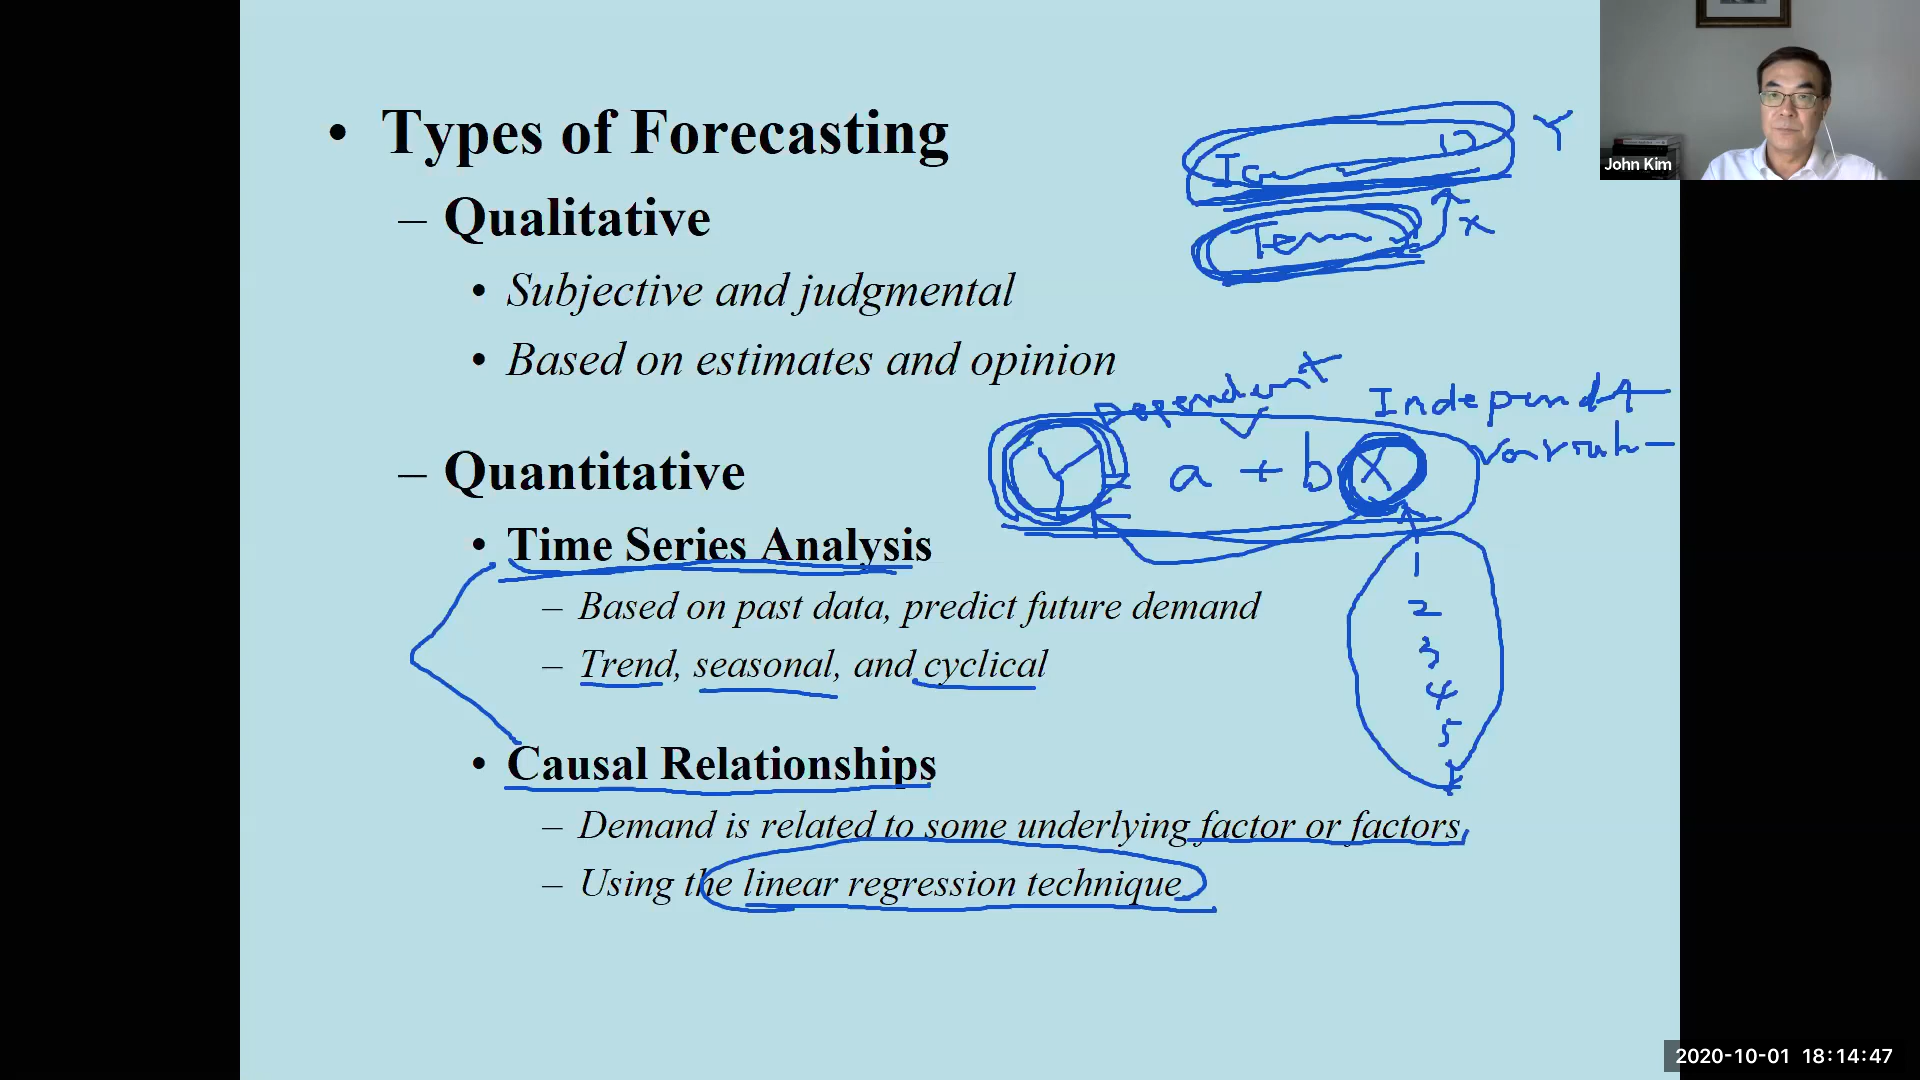 • Types of Forecasting
– Qualitative
• Subjective and judgmental
• Based on estimates and opinion
– Quantitative
• Time Series Analysis
– Based on past data, predict future demand
– Trend, seasonal, and cyclical
• Causal Relationships
– Demand is related to some underlying factor or factors
– Using the linear regression technique
D
Y
X
Dependent
Y = a + b X
1
2
3
4
5
t
John Kim
2020-10-01 18:14:47